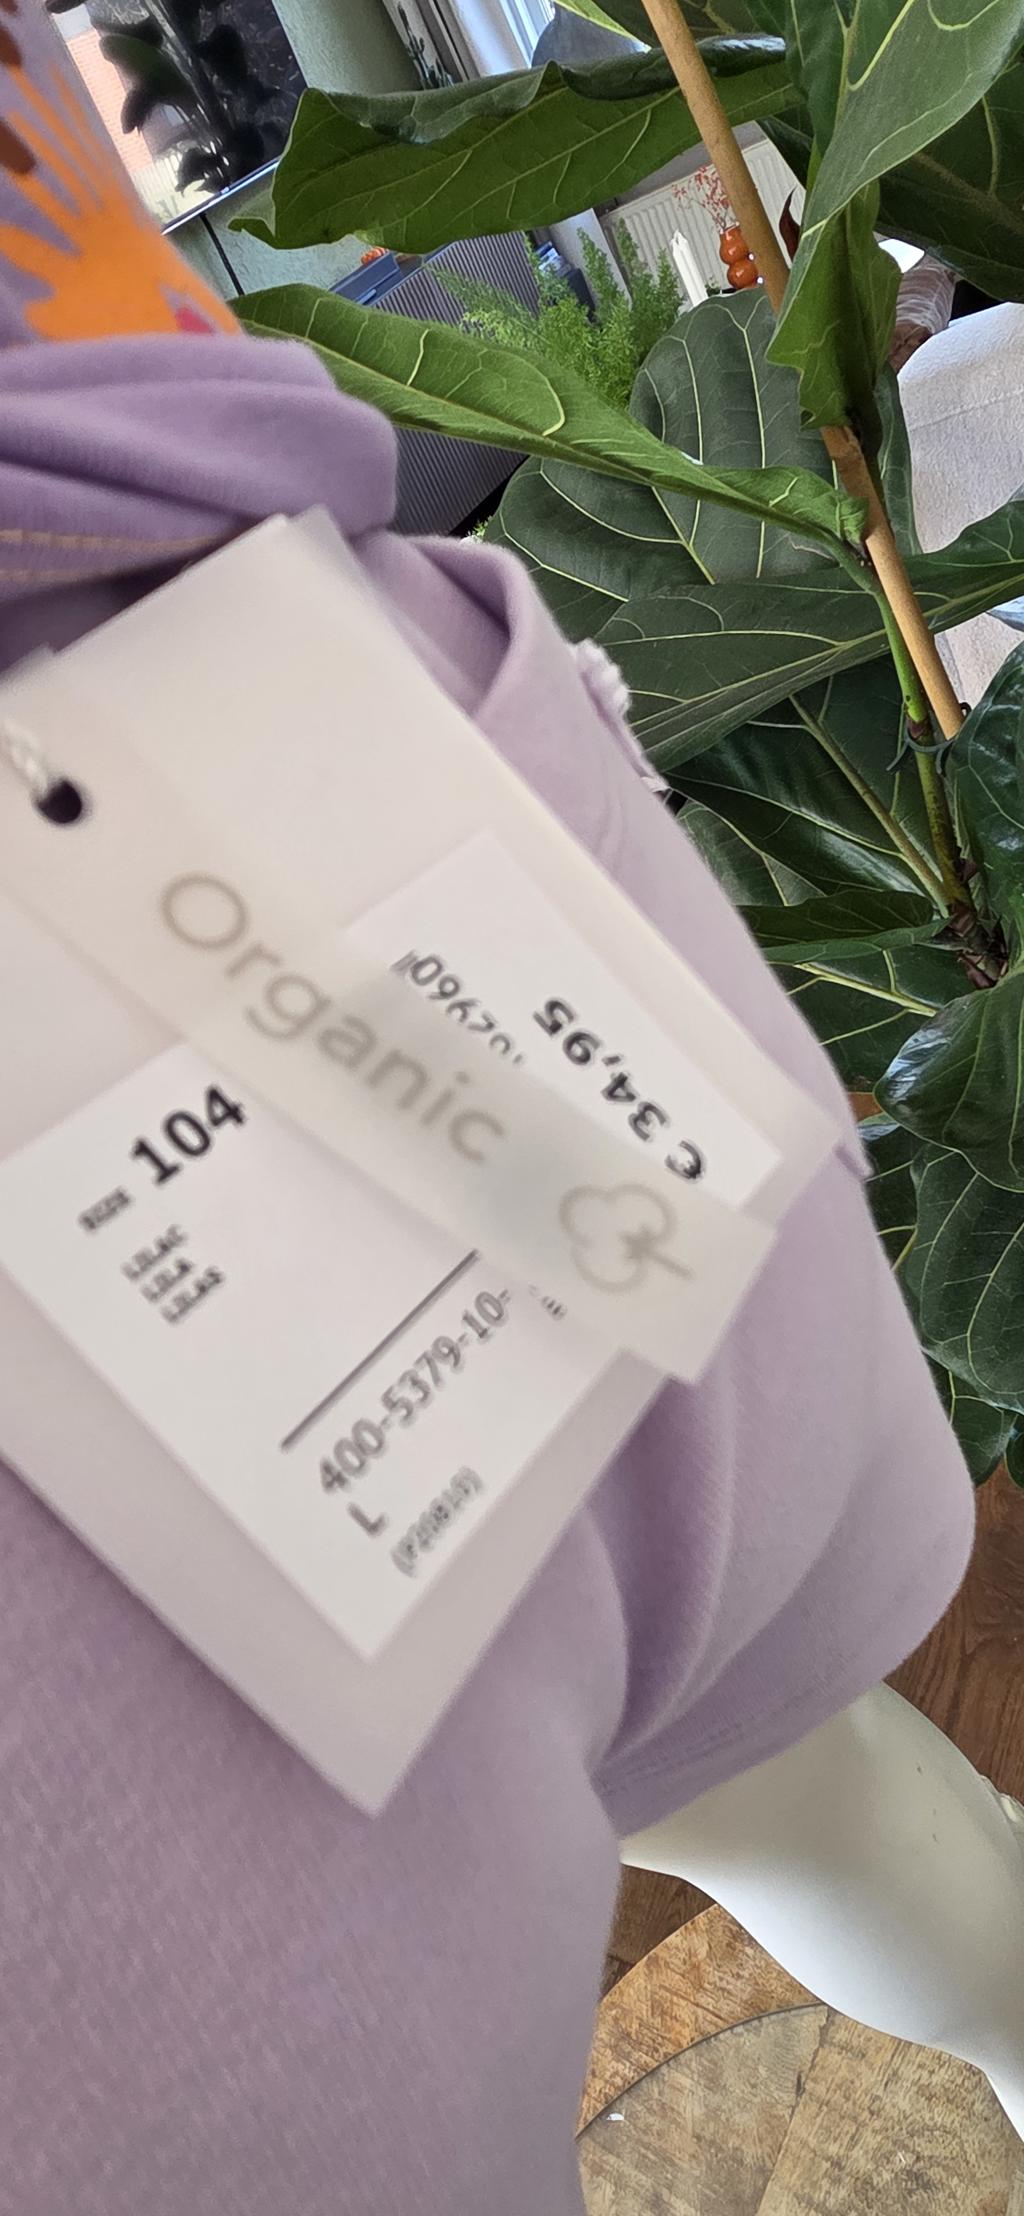 Organic
SIZE 104
LILAC
LILA
LILAS
400-5379-10-
L
€ 34,95